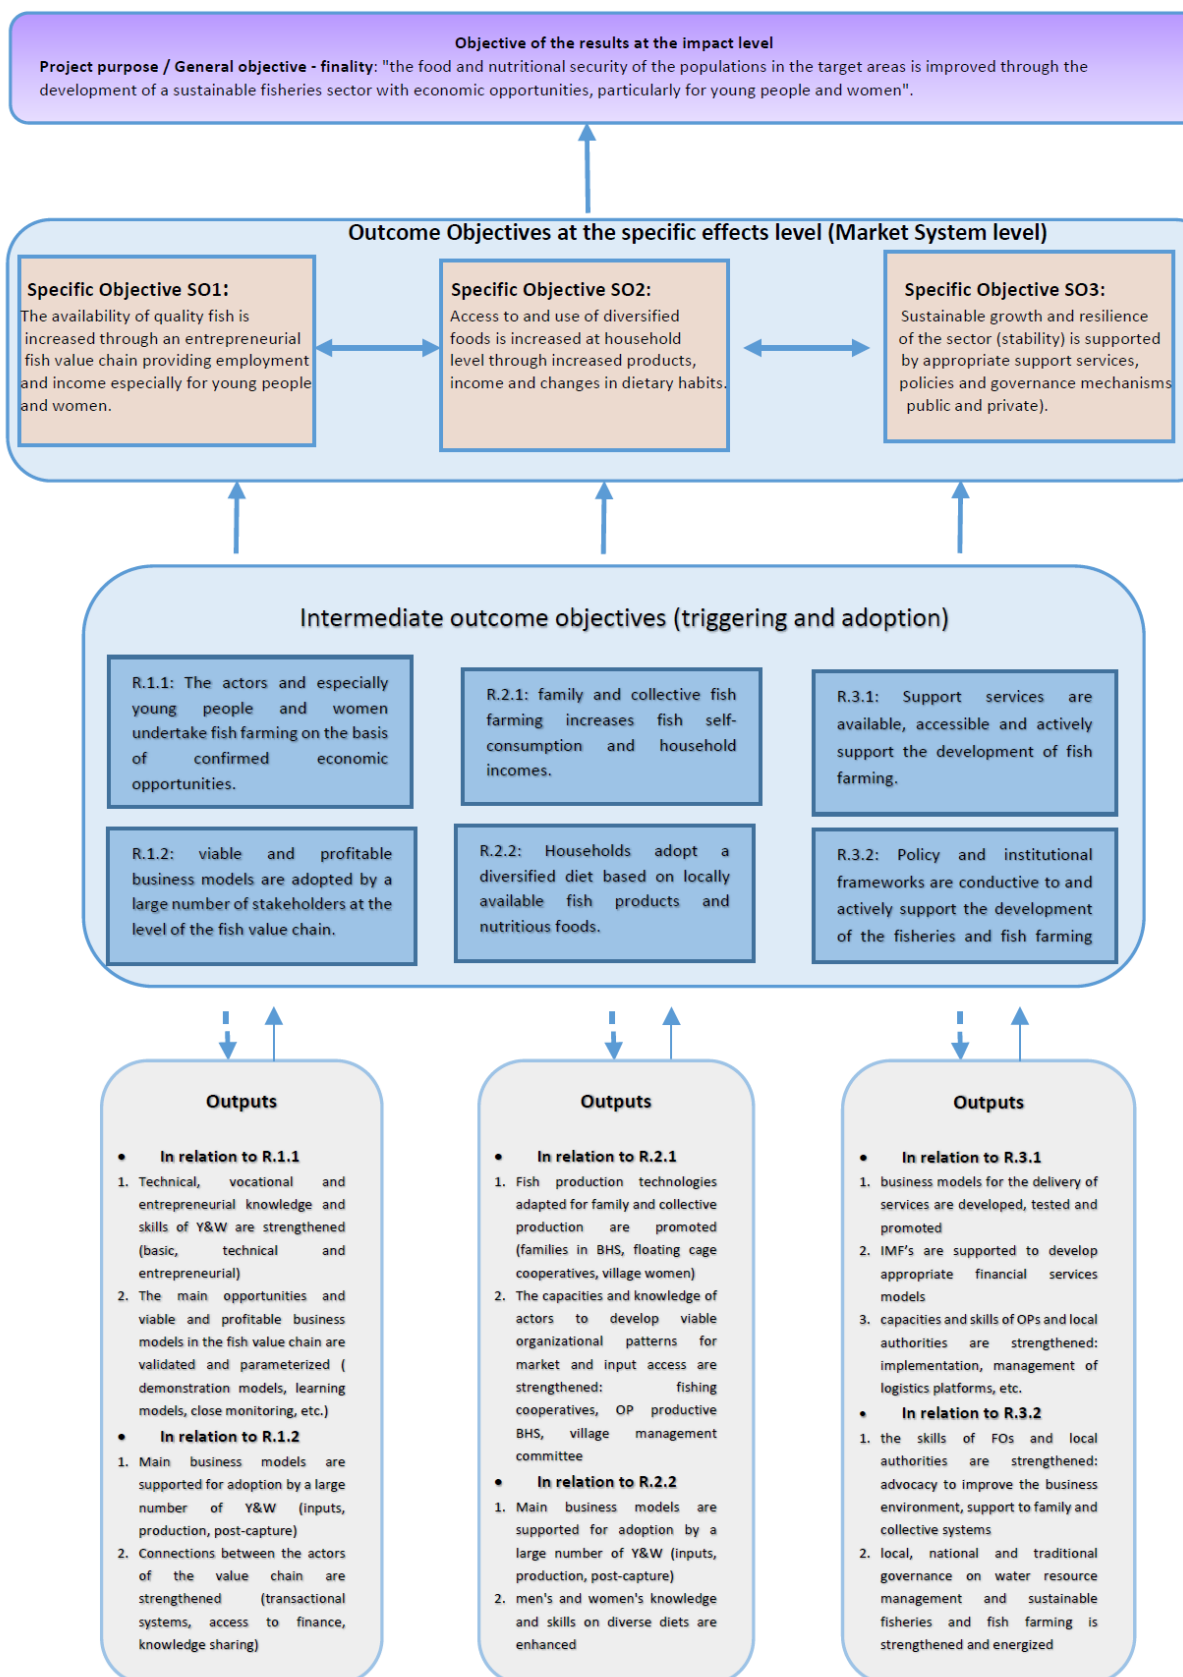 Objective of the results at the impact level
Project purpose / General objective - finality: "the food and nutritional security of the populations in the target areas is improved through the
development of a sustainable fisheries sector with economic opportunities, particularly for young people and women".
Outcome Objectives at the specific effects level (Market System level)
Specific Objective SO1:
The availability of quality fish is
increased through an entrepreneurial
fish value chain providing employment
and income especially for young people
and women.
Specific Objective SO2:
Access to and use of diversified
foods is increased at household
level through increased products,
income and changes in dietary habits.
Specific Objective SO3:
Sustainable growth and resilience
of the sector (stability) is supported
by appropriate support services,
policies and governance mechanisms
public and private).
Intermediate outcome objectives (triggering and adoption)
R.1.1: The actors and especially
young people and women
undertake fish farming on the basis
of confirmed economic
opportunities.
R.2.1: family and collective fish
farming increases fish self-
consumption and household
incomes.
R.3.1: Support services are
available, accessible and actively
support the development of fish
farming.
R.1.2: viable and profitable
business models are adopted by a
large number of stakeholders at the
level of the fish value chain.
R.2.2: Households adopt a
diversified diet based on locally
available fish products and
nutritious foods.
R.3.2: Policy and institutional
frameworks are conductive to and
actively support the development
of the fisheries and fish farming
Outputs
• In relation to R.1.1
1. Technical, vocational and
entrepreneurial knowledge and
skills of Y&W are strengthened
(basic, technical and
entrepreneurial)
2. The main opportunities and
viable and profitable business
models in the fish value chain are
validated and parameterized (
demonstration models, learning
models, close monitoring, etc.)
• In relation to R.1.2
1. Main business models are
supported for adoption by a large
number of Y&W (inputs,
production, post-capture)
2. Connections between the actors
of the value chain are
strengthened (transactional
systems, access to finance,
knowledge sharing)
Outputs
• In relation to R.2.1
1. Fish production technologies
adapted for family and collective
production are promoted
(families in BHS, floating cage
cooperatives, village women)
2. The capacities and knowledge of
actors to develop viable
organizational patterns for
market and input access are
strengthened: fishing
cooperatives, OP productive
BHS, village management
committee
• In relation to R.2.2
1. Main business models are
supported for adoption by a
large number of Y&W (inputs,
production, post-capture)
2. men's and women's knowledge
and skills on diverse diets are
enhanced
Outputs
• In relation to R.3.1
1. business models for the delivery of
services are developed, tested and
promoted
2. IMF's are supported to develop
appropriate financial services
models
3. capacities and skills of OPs and local
authorities are strengthened:
implementation, management of
logistics platforms, etc.
• In relation to R.3.2
1. the skills of FOs and local
authorities are strengthened:
advocacy to improve the business
environment, support to family and
collective systems
2. local, national and traditional
governance on water resource
management and sustainable
fisheries and fish farming is
strengthened and energized